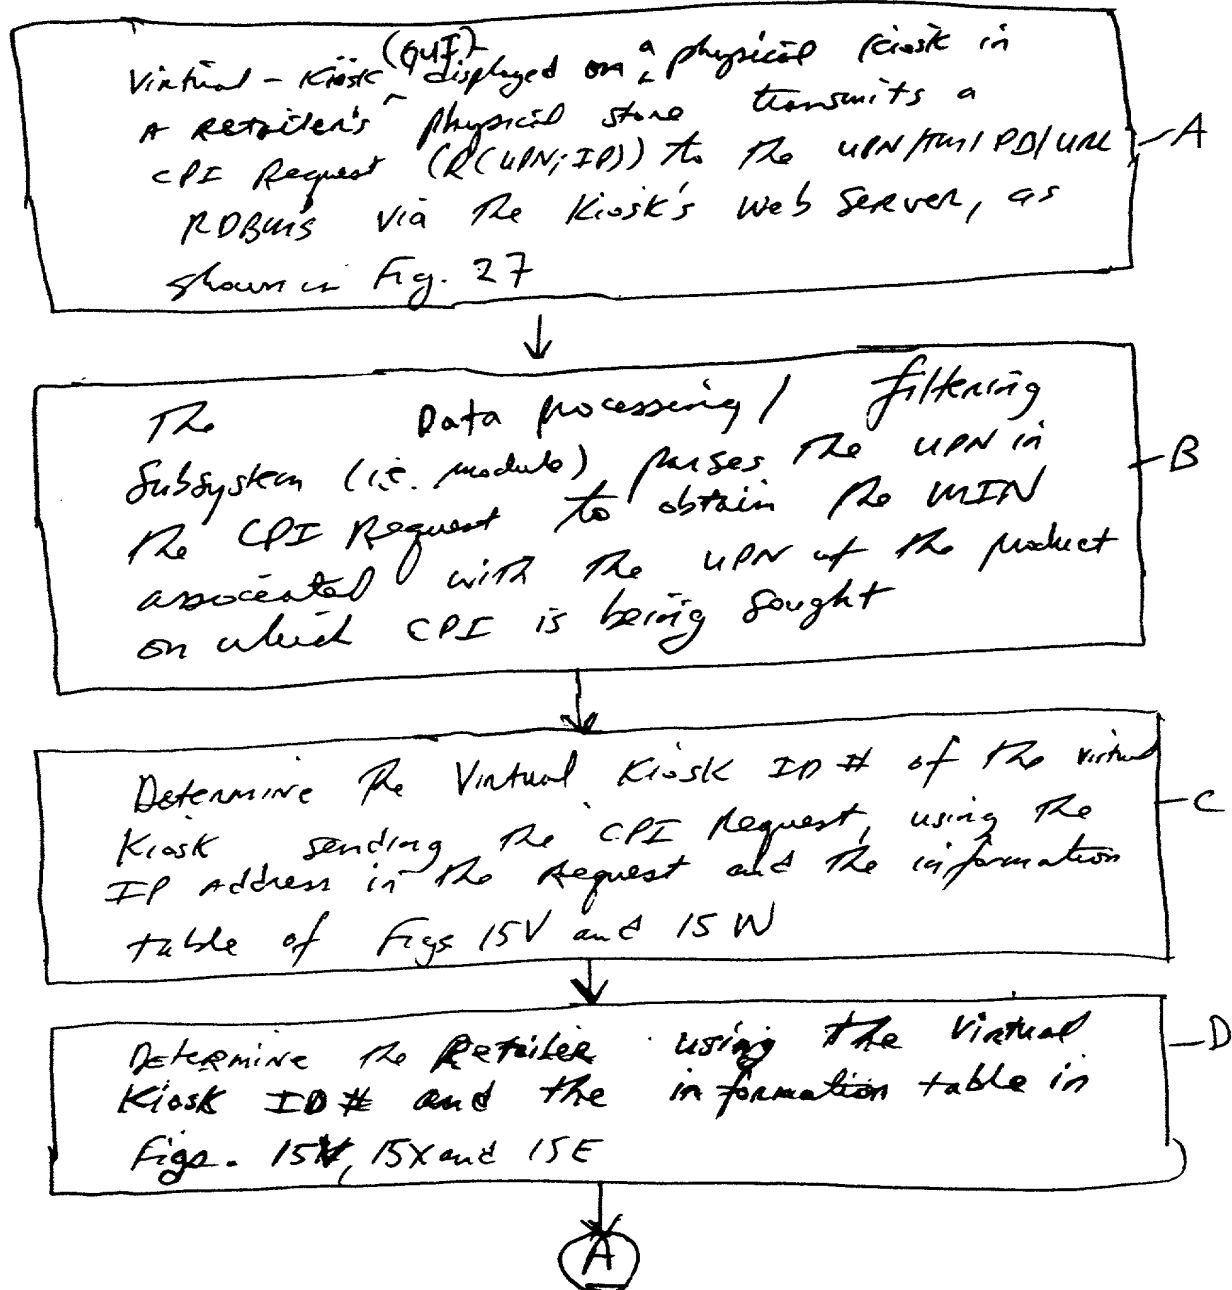 (GUI)
Virtual - Kiosk ^ displayed on a physical Kiosk in
A Retailer's physical store transmits a
CPI Request (R(UPN; IP)) to the UPN/TM/PD/URL
RDBMS via the Kiosk's Web Server, as
shown in Fig. 27
A
The Data processing / filtering
Subsystem (i.e. module) parses the UPN in
the CPI Request to obtain the MIN
associated with the UPN of the product
on which CPI is being sought
B
Determine the Virtual Kiosk ID # of the virtual
Kiosk sending the CPI Request, using the
IP Address in the Request and the information
table of Figs 15V and 15W
C
Determine the Retailer using the Virtual
Kiosk ID # and the information table in
Figs. 15, 15X and 15E
D
A